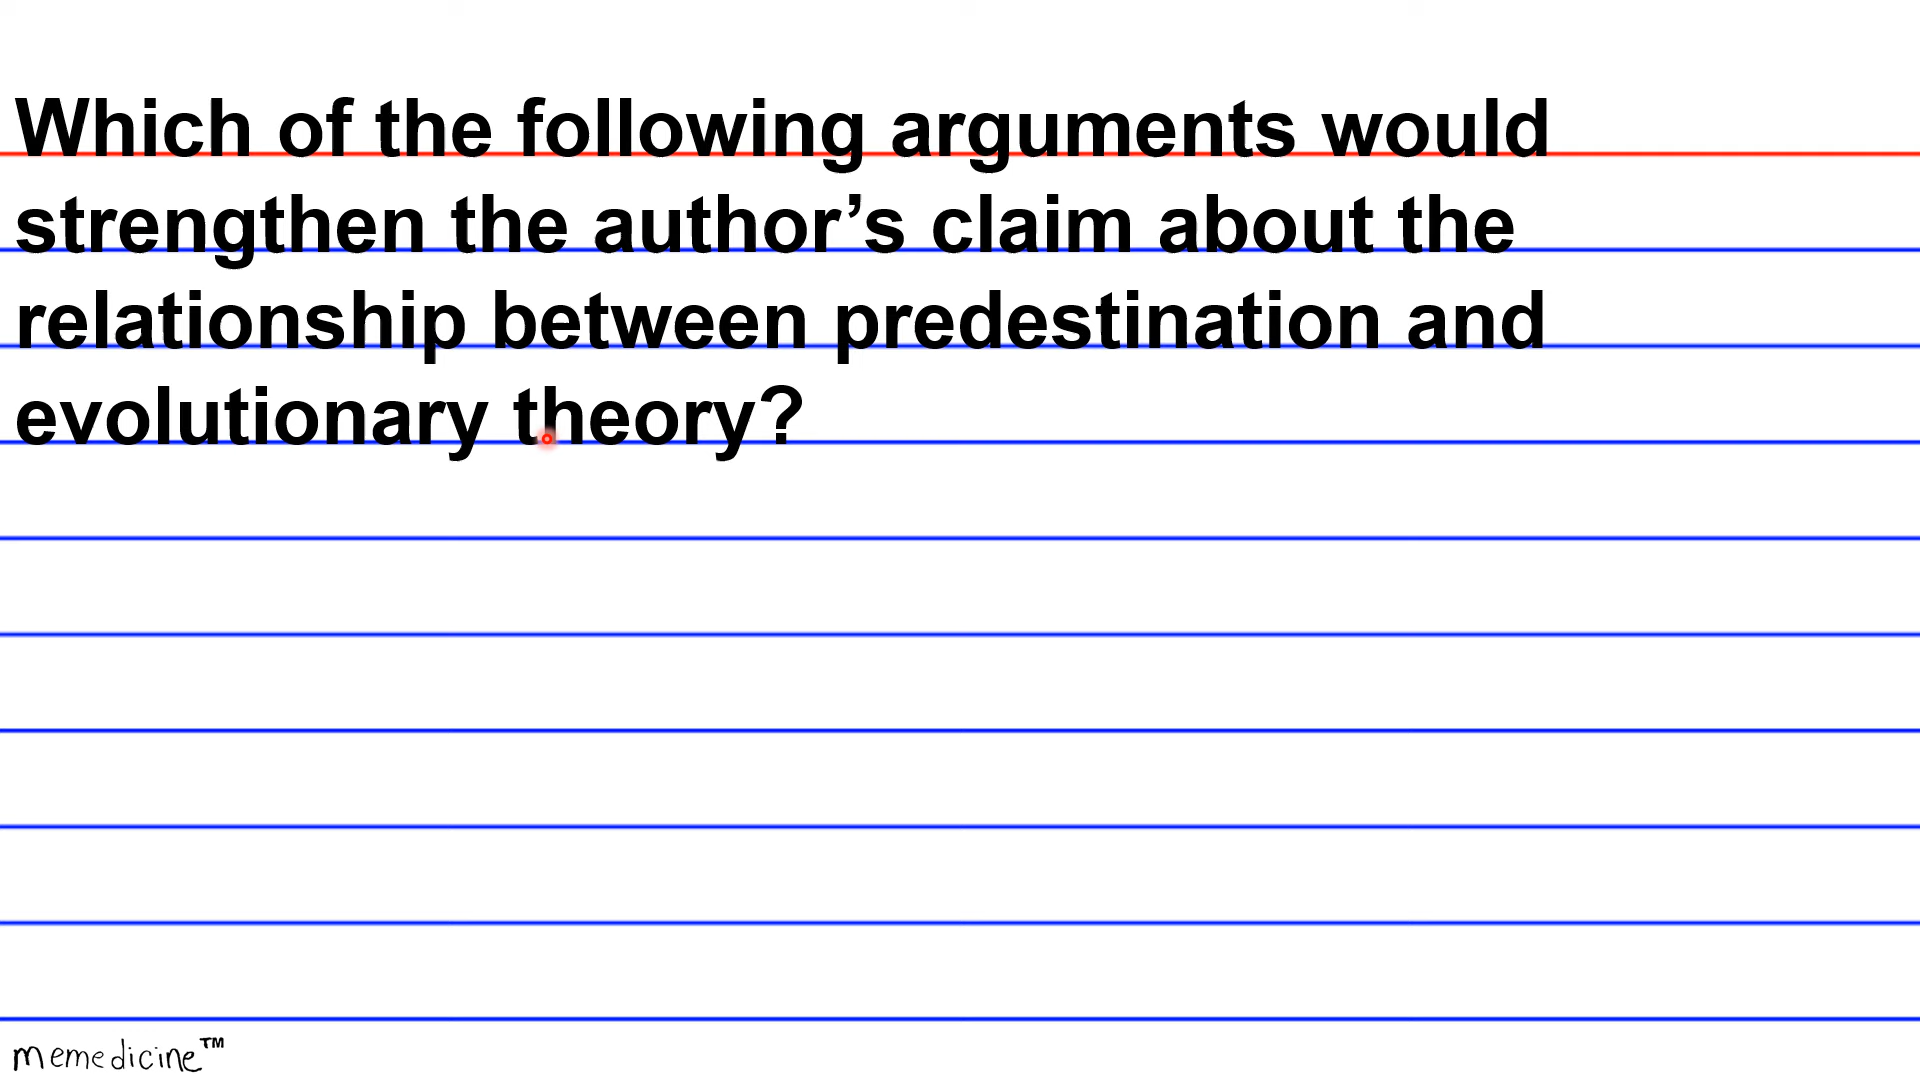 Which of the following arguments would
strengthen the author’s claim about the
relationship between predestination and
evolutionary theory?
memedicine™